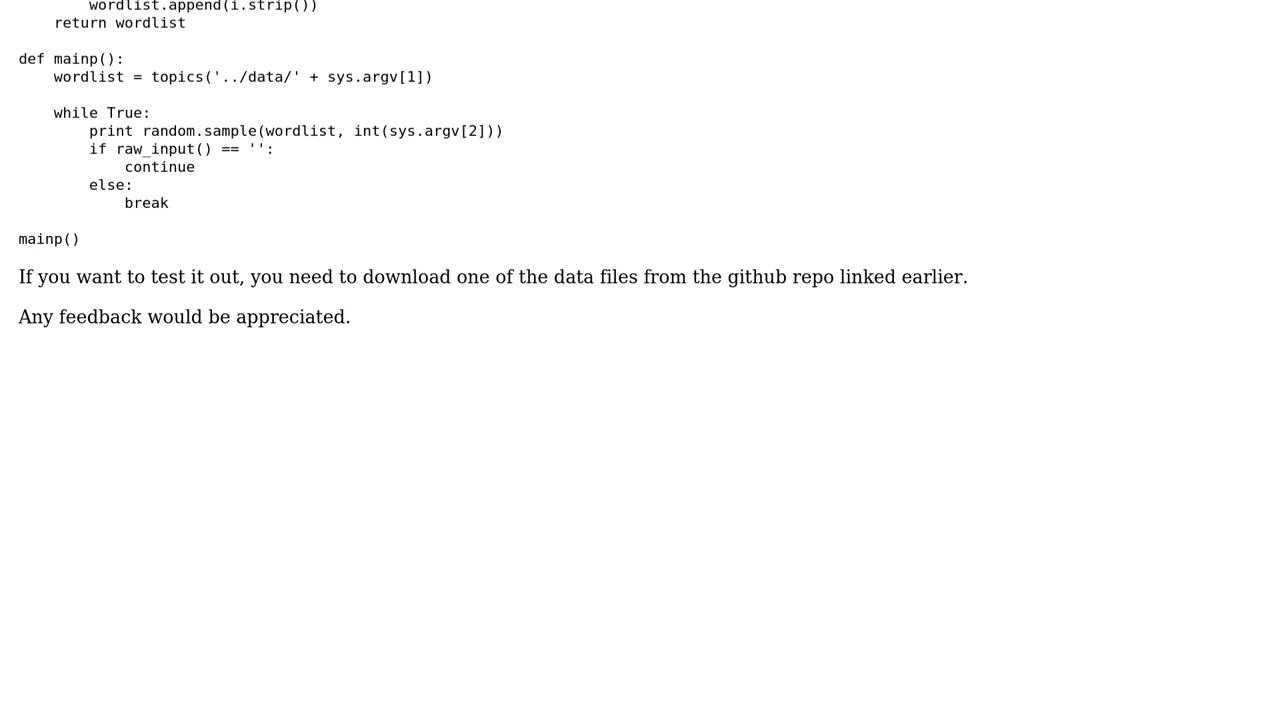 wordlist.append(i.strip())
    return wordlist

def mainp():
    wordlist = topics('../data/' + sys.argv[1])

    while True:
        print random.sample(wordlist, int(sys.argv[2]))
        if raw_input() == '':
            continue
        else:
            break

mainp()

If you want to test it out, you need to download one of the data files from the github repo linked earlier.

Any feedback would be appreciated.